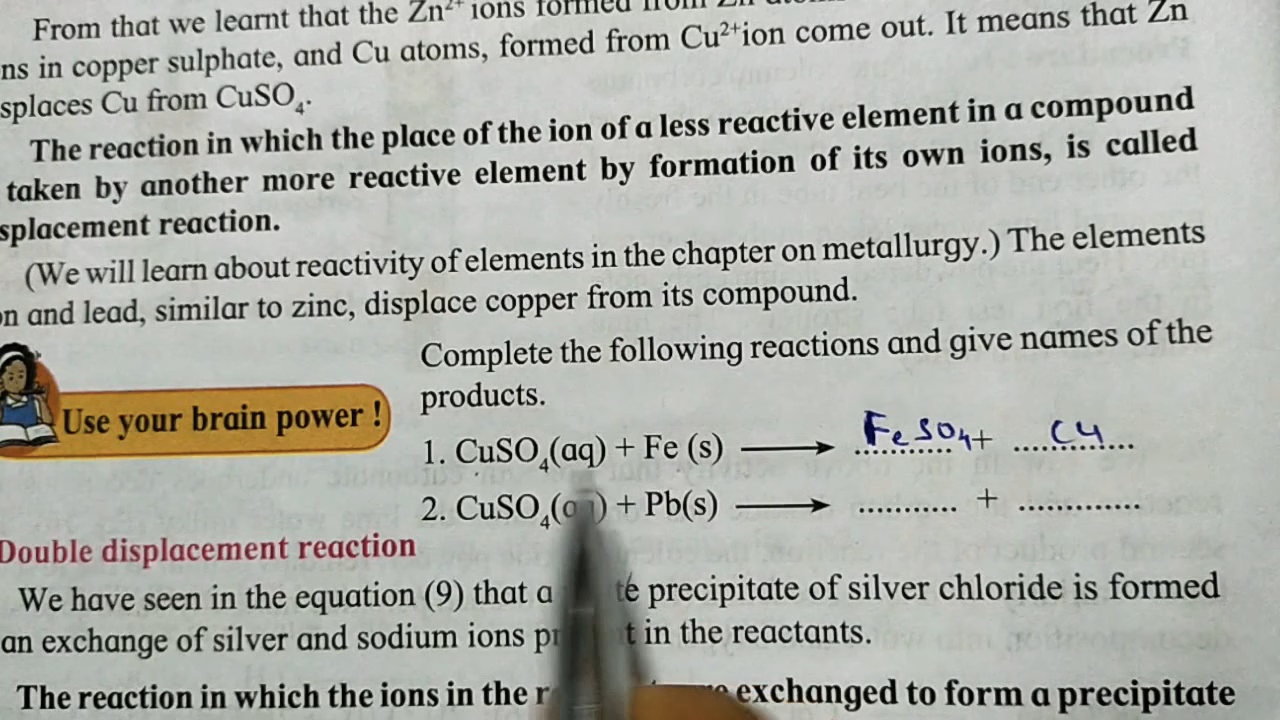 From that we learnt that the Zn²⁺ ions formed from Zn
ns in copper sulphate, and Cu atoms, formed from Cu²⁺ion come out. It means that Zn
splaces Cu from CuSO₄.
The reaction in which the place of the ion of a less reactive element in a compound
taken by another more reactive element by formation of its own ions, is called
splacement reaction.
(We will learn about reactivity of elements in the chapter on metallurgy.) The elements
n and lead, similar to zinc, displace copper from its compound.
Complete the following reactions and give names of the
products.
Use your brain power !
1. CuSO₄(aq) + Fe (s) ⟶ FeSO₄ + Cu
2. CuSO₄( ) + Pb(s) ⟶ ........... + .............
Double displacement reaction
We have seen in the equation (9) that a precipitate of silver chloride is formed
an exchange of silver and sodium ions in the reactants.
The reaction in which the ions in the exchanged to form a precipitate